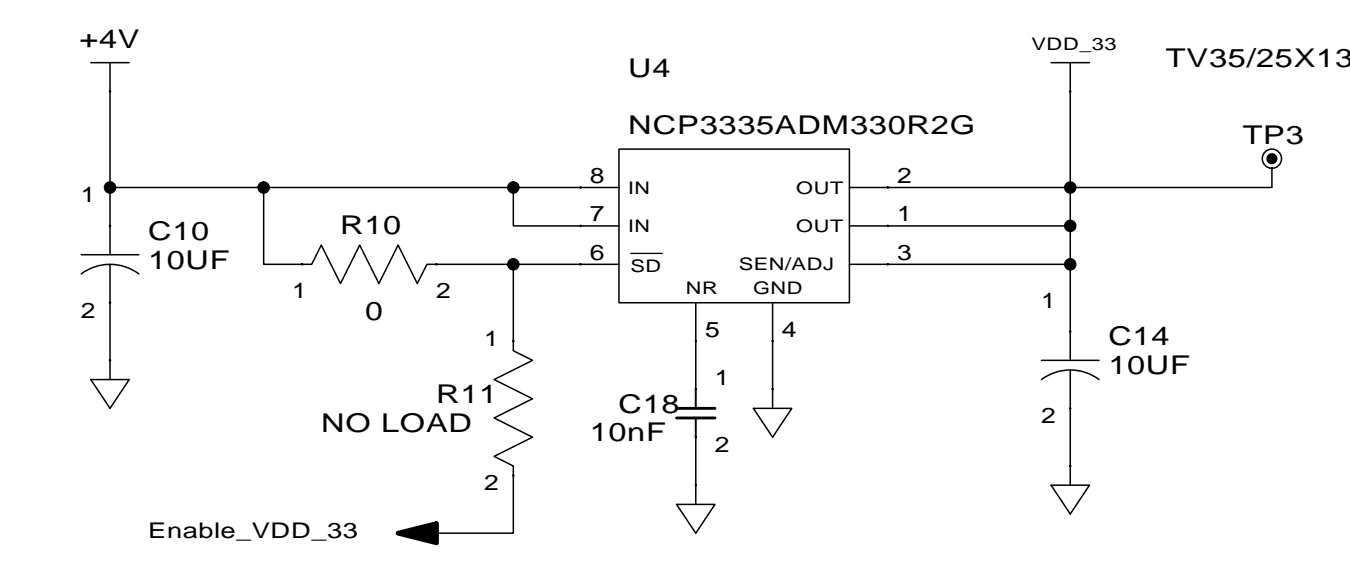 +4V
VDD_33
TV35/25X13
U4
NCP3335ADM330R2G
TP3
1
8
IN
OUT
2
7
IN
OUT
1
C10
10UF
R10
6
SD
SEN/ADJ
3
1
2
0
NR
GND
2
5
4
1
1
C14
10UF
1
R11
NO LOAD
C18
10nF
2
2
2
Enable_VDD_33